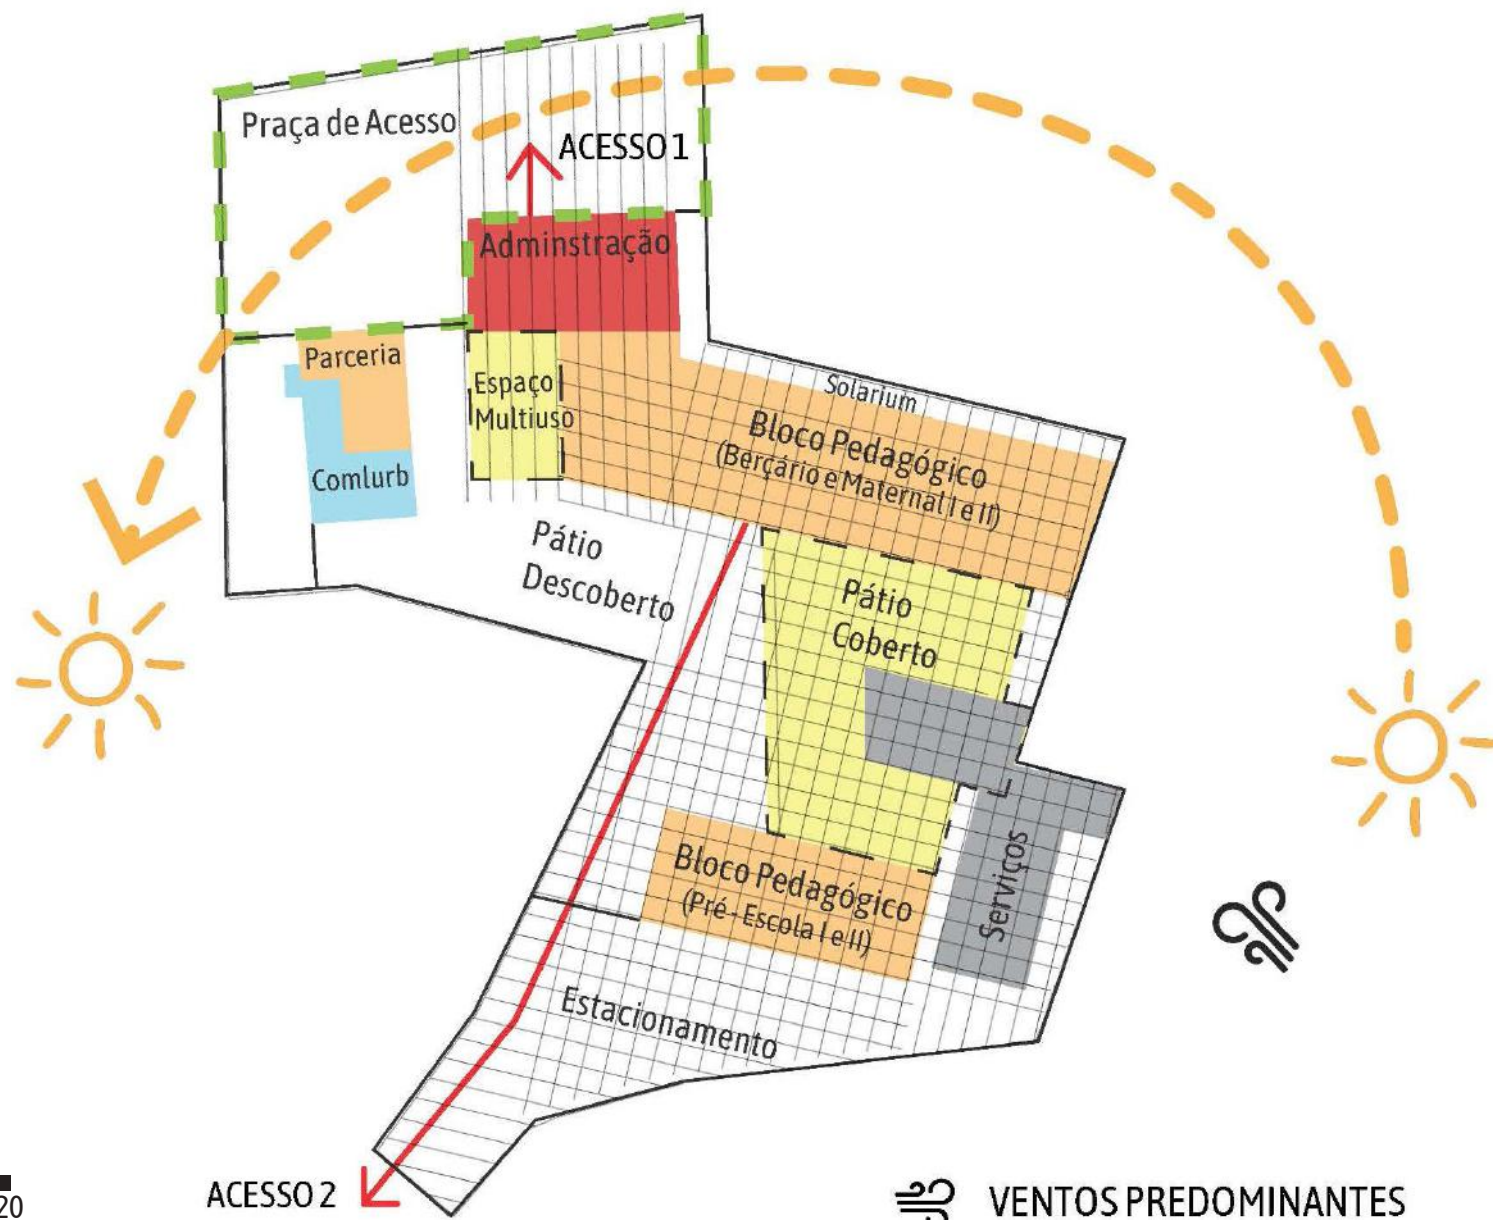 Praça de Acesso
ACESSO 1
Adminstração
Parceria
Espaço
Multiuso
Solarium
Bloco Pedagógico
(Berçário e Maternal I e II)
Comlurb
Pátio
Descoberto
Pátio
Coberto
Bloco Pedagógico
(Pré-Escola I e II)
Serviços
Estacionamento
20
ACESSO 2
VENTOS PREDOMINANTES